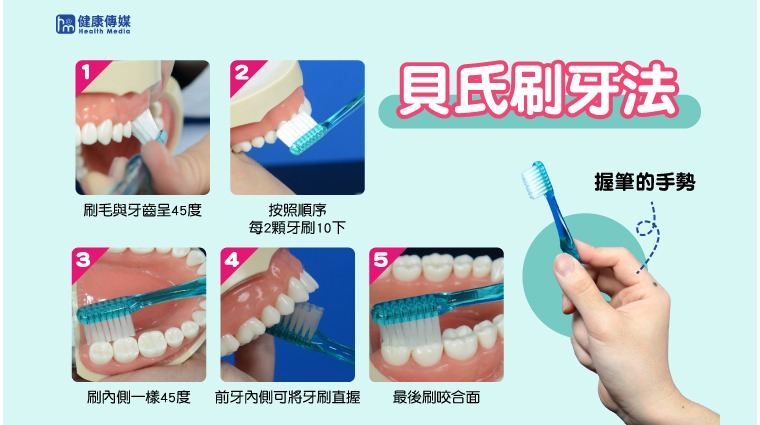 健康傳媒
Health Media
貝氏刷牙法
握筆的手勢
1
刷毛與牙齒呈45度
2
按照順序
每2顆牙刷10下
3
刷內側一樣45度
4
前牙內側可將牙刷直握
5
最後刷咬合面